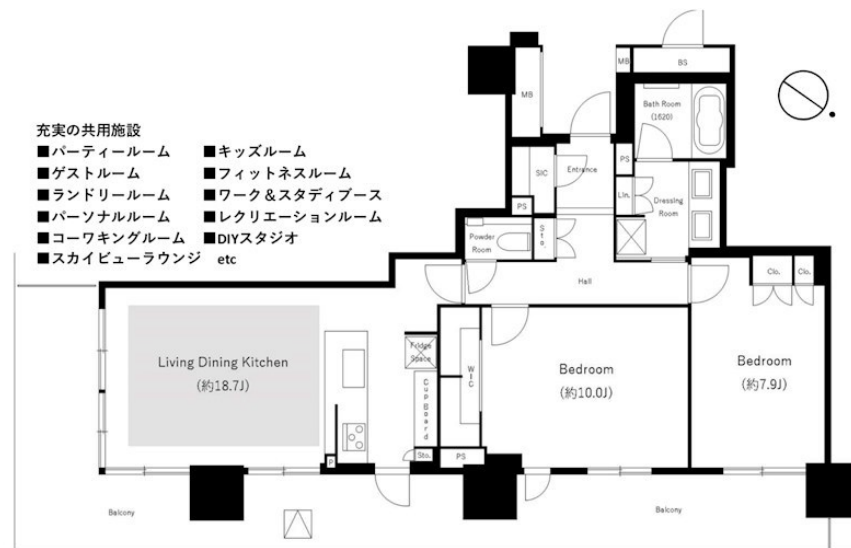 充実の共用施設
■パーティールーム ■キッズルーム
■ゲストルーム ■フィットネスルーム
■ランドリールーム ■ワーク＆スタディブース
■パーソナルルーム ■レクリエーションルーム
■コーワキングルーム ■DIYスタジオ
■スカイビューラウンジ etc
MB
MB
BS
Bath Room
(1620)
SIC
Entrance
PS
PS
Lin.
Dressing
Room
Powder
Room
Sto.
Hall
Clo.
Clo.
Living Dining Kitchen
(約18.7J)
Fridge
Space
Cup Board
WIC
Bedroom
(約10.0J)
Bedroom
(約7.9J)
P
Sto.
PS
Balcony
Balcony